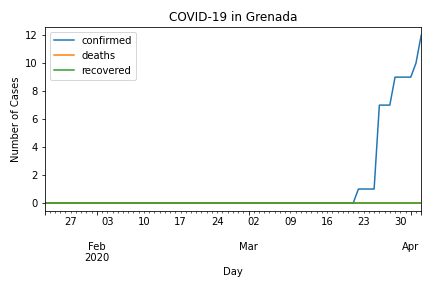 COVID-19 in Grenada
confirmed
deaths
recovered
Number of Cases
12
10
8
6
4
2
0
27 03 10 17 24 02 09 16 23 30
Feb Mar Apr
2020
Day